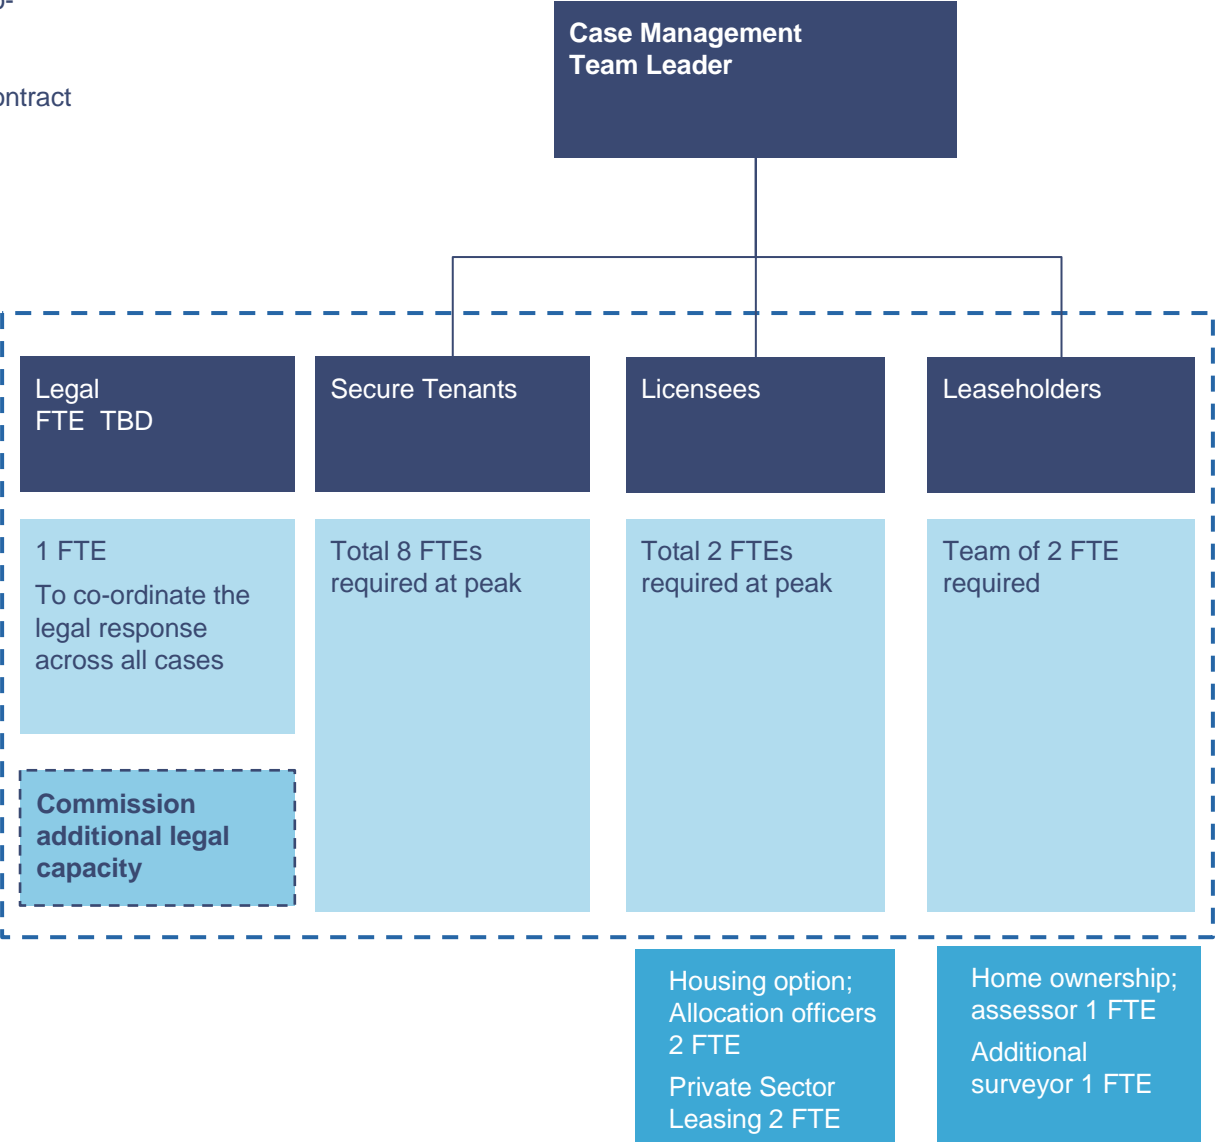 ontract
Case Management
Team Leader
Legal
FTE TBD
Secure Tenants
Licensees
Leaseholders
1 FTE
To co-ordinate the
legal response
across all cases
Total 8 FTEs
required at peak
Total 2 FTEs
required at peak
Team of 2 FTE
required
Commission
additional legal
capacity
Housing option;
Allocation officers
2 FTE
Private Sector
Leasing 2 FTE
Home ownership;
assessor 1 FTE
Additional
surveyor 1 FTE